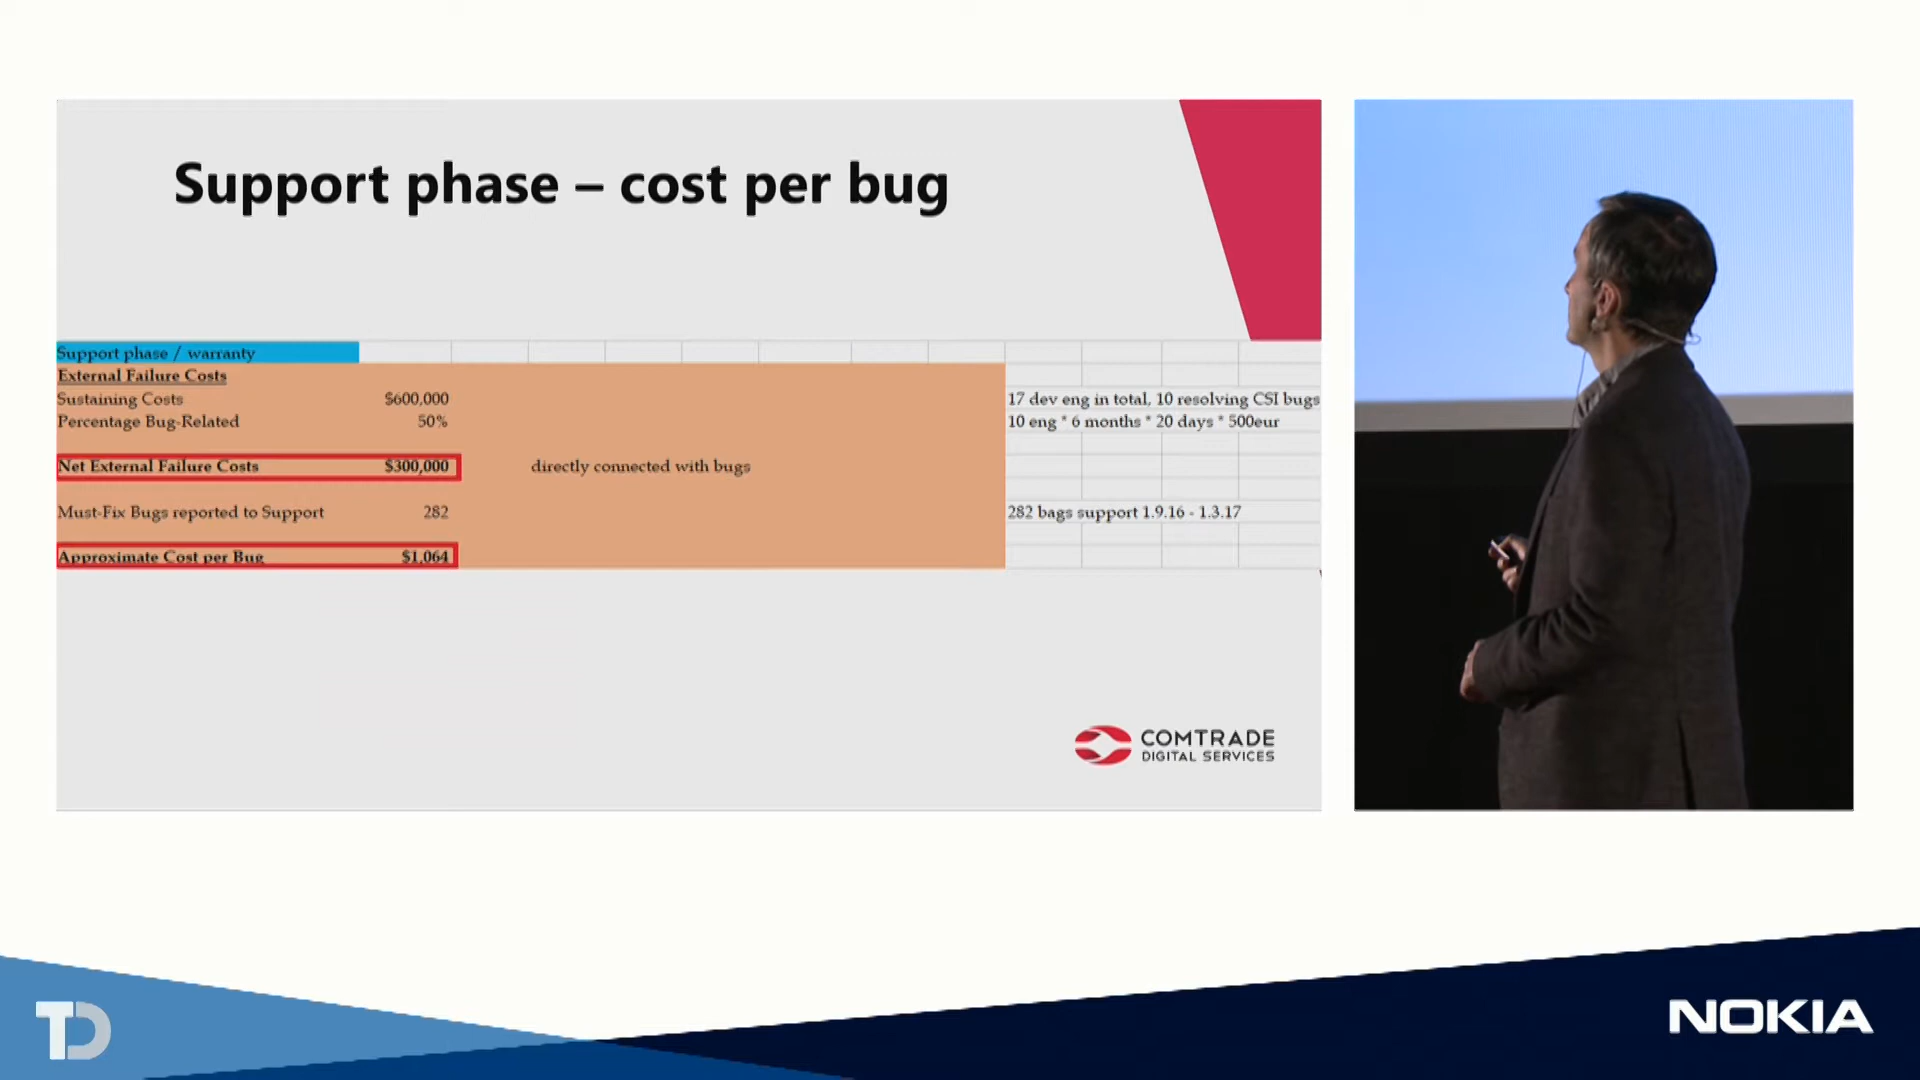 Support phase – cost per bug
Support phase / warranty
External Failure Costs
Sustaining Costs $600,000 17 dev eng in total, 10 resolving CSI bugs
Percentage Bug-Related 50% 10 eng * 6 months * 20 days * 500eur
Net External Failure Costs $300,000 directly connected with bugs
Must-Fix Bugs reported to Support 282 282 bags support 1.9.16 - 1.3.17
Approximate Cost per Bug $1,064
COMTRADE
DIGITAL SERVICES
TD
NOKIA